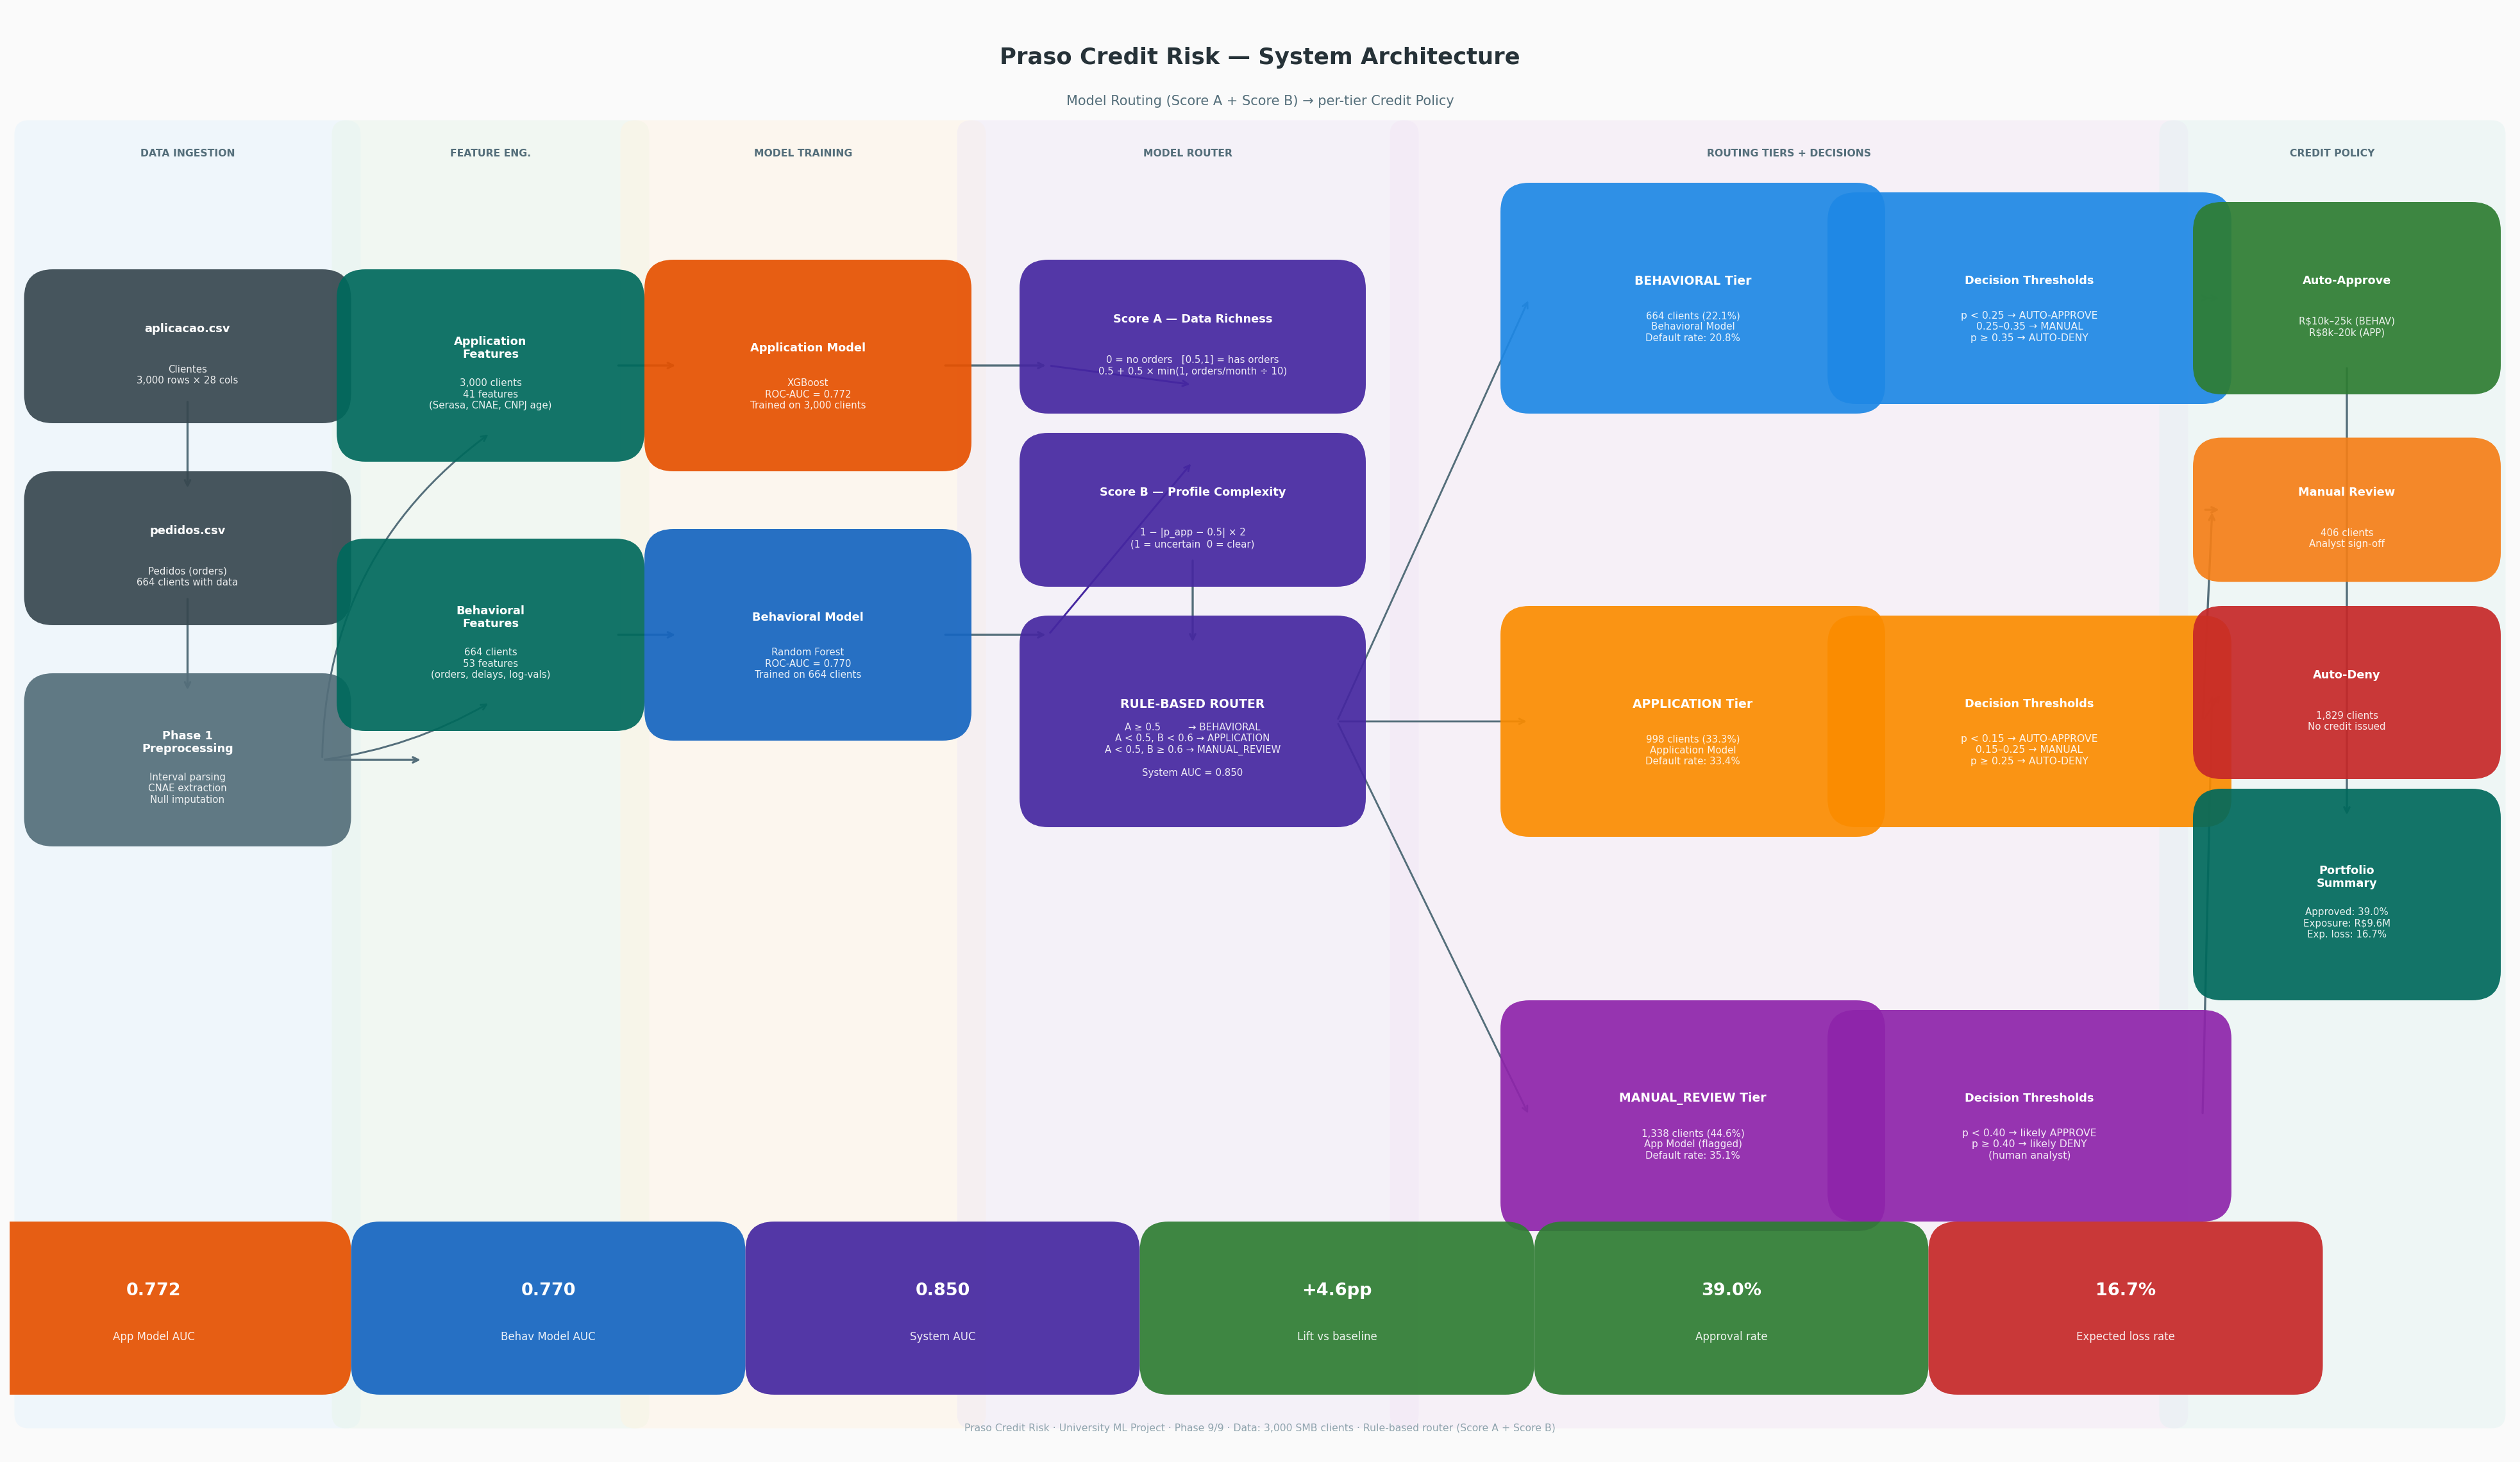 Praso Credit Risk — System Architecture
Model Routing (Score A + Score B) → per-tier Credit Policy
DATA INGESTION
FEATURE ENG.
MODEL TRAINING
MODEL ROUTER
ROUTING TIERS + DECISIONS
CREDIT POLICY
aplicacao.csv
Clientes
3,000 rows × 28 cols
pedidos.csv
Pedidos (orders)
664 clients with data
Phase 1
Preprocessing
Interval parsing
CNAE extraction
Null imputation
Application
Features
3,000 clients
41 features
(Serasa, CNAE, CNPJ age)
Behavioral
Features
664 clients
53 features
(orders, delays, log-vals)
Application Model
XGBoost
ROC-AUC = 0.772
Trained on 3,000 clients
Behavioral Model
Random Forest
ROC-AUC = 0.770
Trained on 664 clients
Score A — Data Richness
0 = no orders   [0.5,1] = has orders
0.5 + 0.5 × min(1, orders/month ÷ 10)
Score B — Profile Complexity
1 − |p_app − 0.5| × 2
(1 = uncertain  0 = clear)
RULE-BASED ROUTER
A ≥ 0.5         → BEHAVIORAL
A < 0.5, B < 0.6 → APPLICATION
A < 0.5, B ≥ 0.6 → MANUAL_REVIEW
System AUC = 0.850
BEHAVIORAL Tier
664 clients (22.1%)
Behavioral Model
Default rate: 20.8%
Decision Thresholds
p < 0.25 → AUTO-APPROVE
0.25–0.35 → MANUAL
p ≥ 0.35 → AUTO-DENY
APPLICATION Tier
998 clients (33.3%)
Application Model
Default rate: 33.4%
Decision Thresholds
p < 0.15 → AUTO-APPROVE
0.15–0.25 → MANUAL
p ≥ 0.25 → AUTO-DENY
MANUAL_REVIEW Tier
1,338 clients (44.6%)
App Model (flagged)
Default rate: 35.1%
Decision Thresholds
p < 0.40 → likely APPROVE
p ≥ 0.40 → likely DENY
(human analyst)
Auto-Approve
R$10k–25k (BEHAV)
R$8k–20k (APP)
Manual Review
406 clients
Analyst sign-off
Auto-Deny
1,829 clients
No credit issued
Portfolio
Summary
Approved: 39.0%
Exposure: R$9.6M
Exp. loss: 16.7%
0.772
App Model AUC
0.770
Behav Model AUC
0.850
System AUC
+4.6pp
Lift vs baseline
39.0%
Approval rate
16.7%
Expected loss rate
Praso Credit Risk · University ML Project · Phase 9/9 · Data: 3,000 SMB clients · Rule-based router (Score A + Score B)